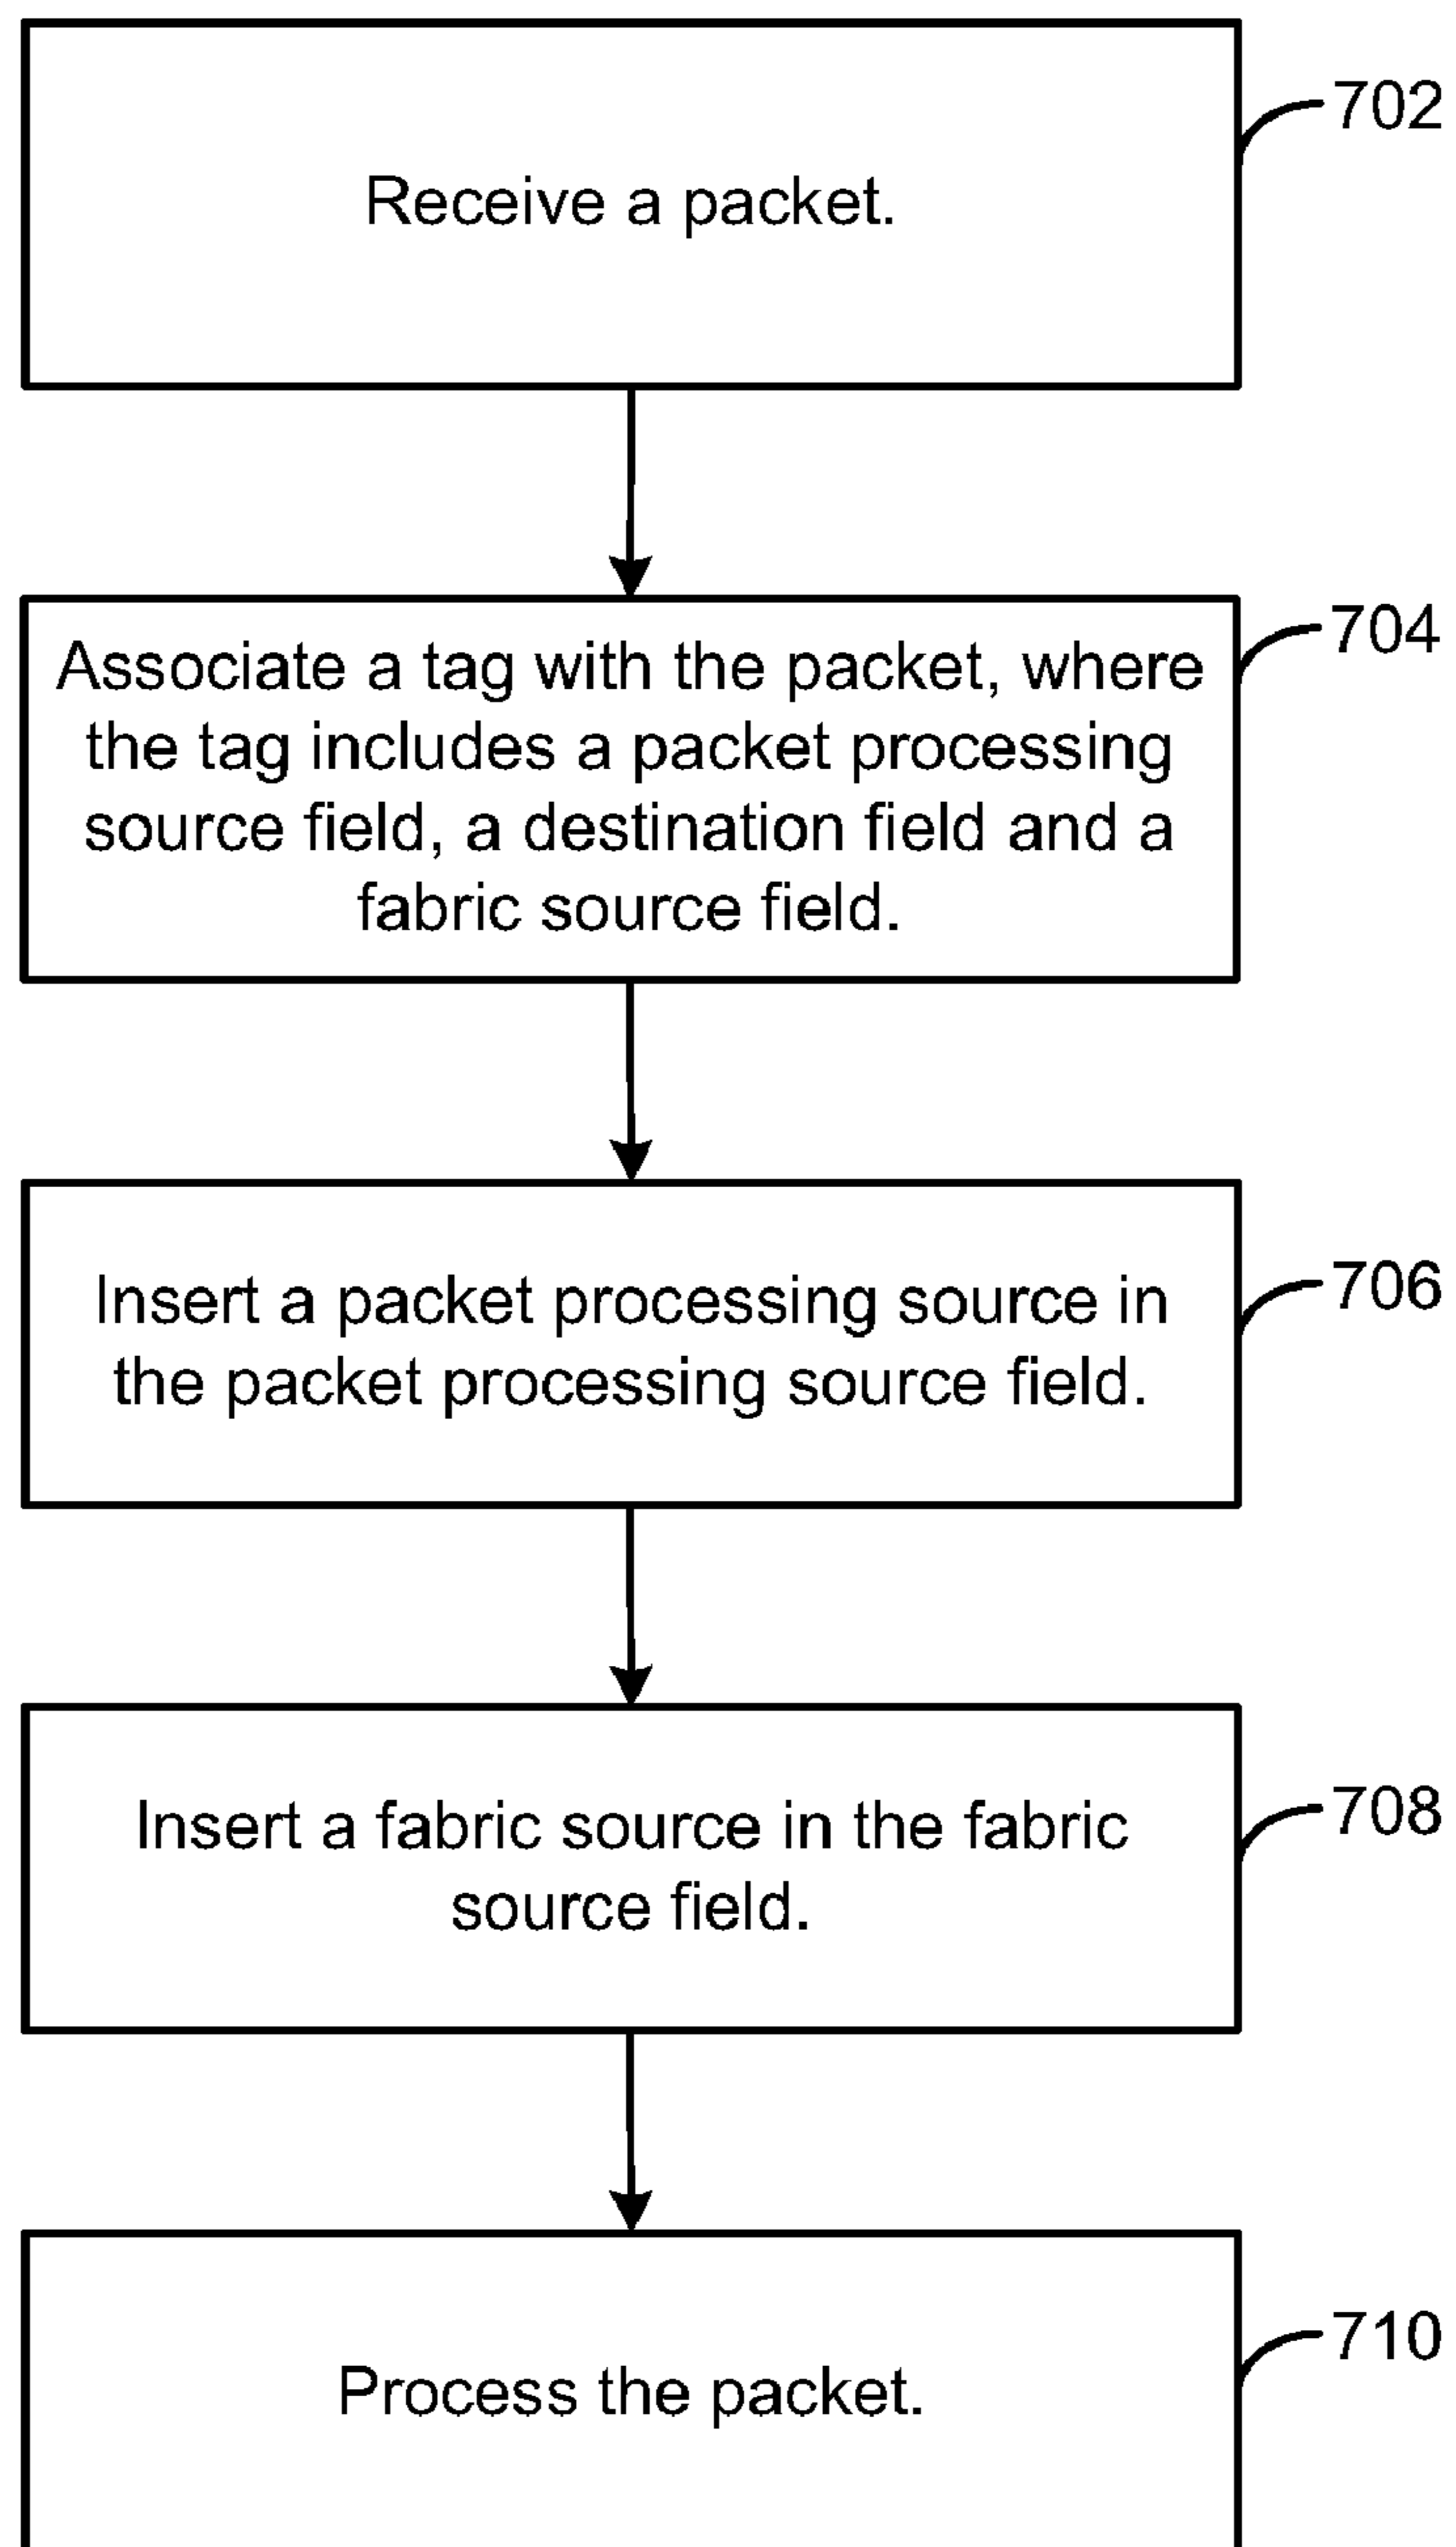 702
Receive a packet.
704
Associate a tag with the packet, where
the tag includes a packet processing
source field, a destination field and a
fabric source field.
706
Insert a packet processing source in
the packet processing source field.
708
Insert a fabric source in the fabric
source field.
710
Process the packet.